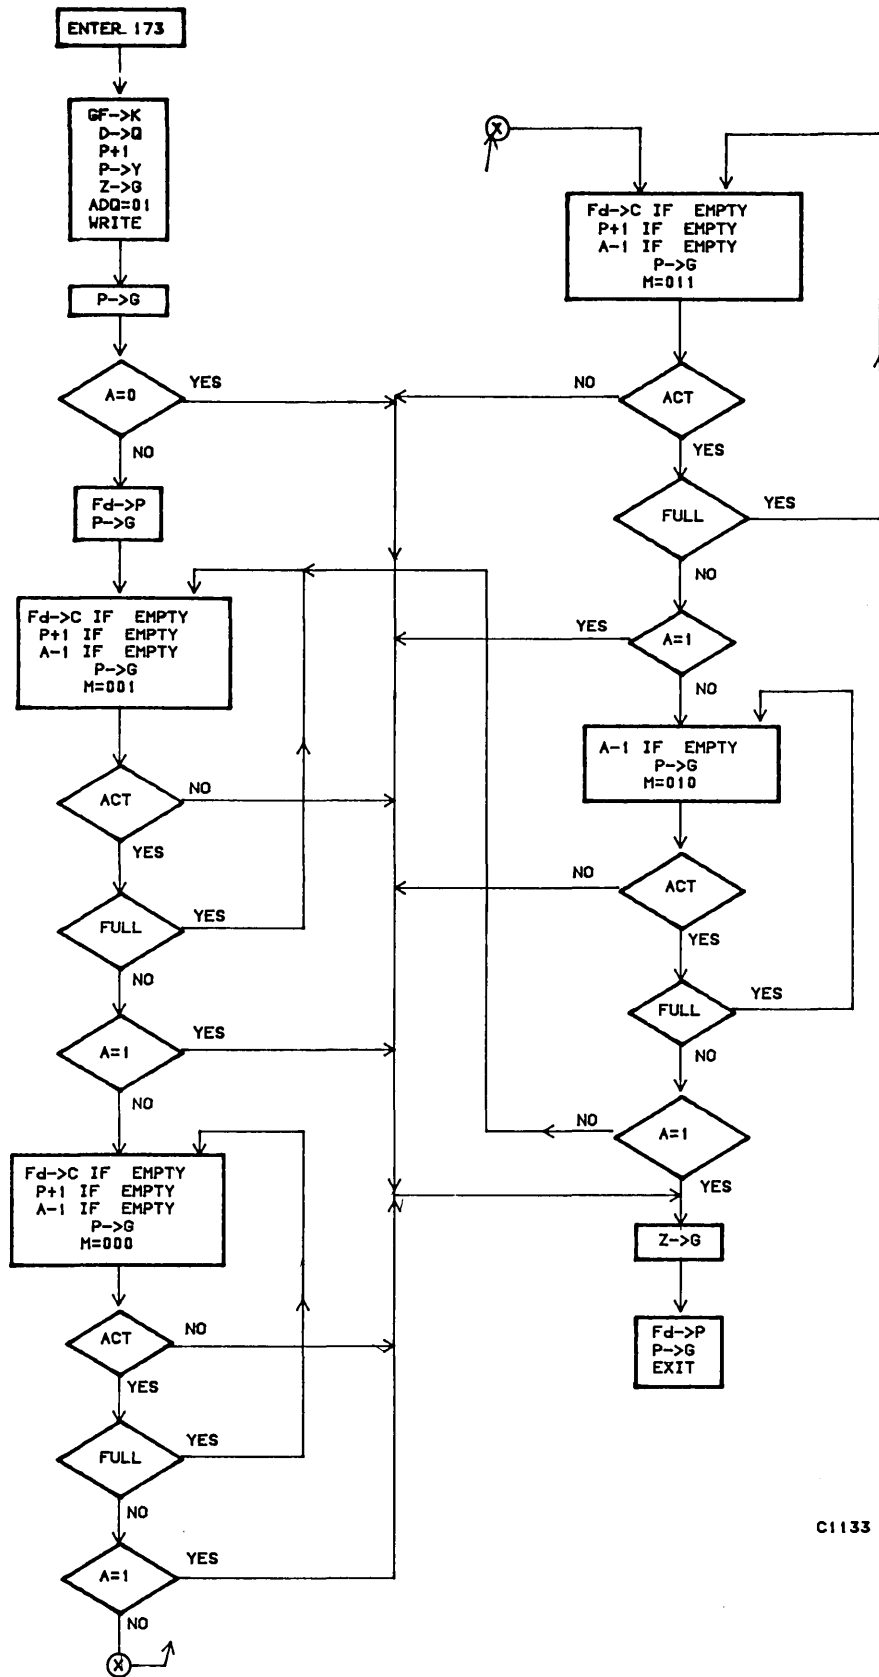 ENTER 173
GF->K
D->Q
P+1
P->Y
Z->G
ADQ=01
WRITE
P->G
A=0
YES
NO
Fd->P
P->G
Fd->C IF EMPTY
P+1 IF EMPTY
A-1 IF EMPTY
P->G
M=001
ACT
NO
YES
FULL
YES
NO
A=1
YES
NO
Fd->C IF EMPTY
P+1 IF EMPTY
A-1 IF EMPTY
P->G
M=000
ACT
NO
YES
FULL
YES
NO
A=1
YES
NO
X
X
Fd->C IF EMPTY
P+1 IF EMPTY
A-1 IF EMPTY
P->G
M=011
NO
ACT
YES
FULL
YES
NO
YES
A=1
NO
A-1 IF EMPTY
P->G
M=010
NO
ACT
YES
FULL
YES
NO
NO
A=1
YES
Z->G
Fd->P
P->G
EXIT
C1133